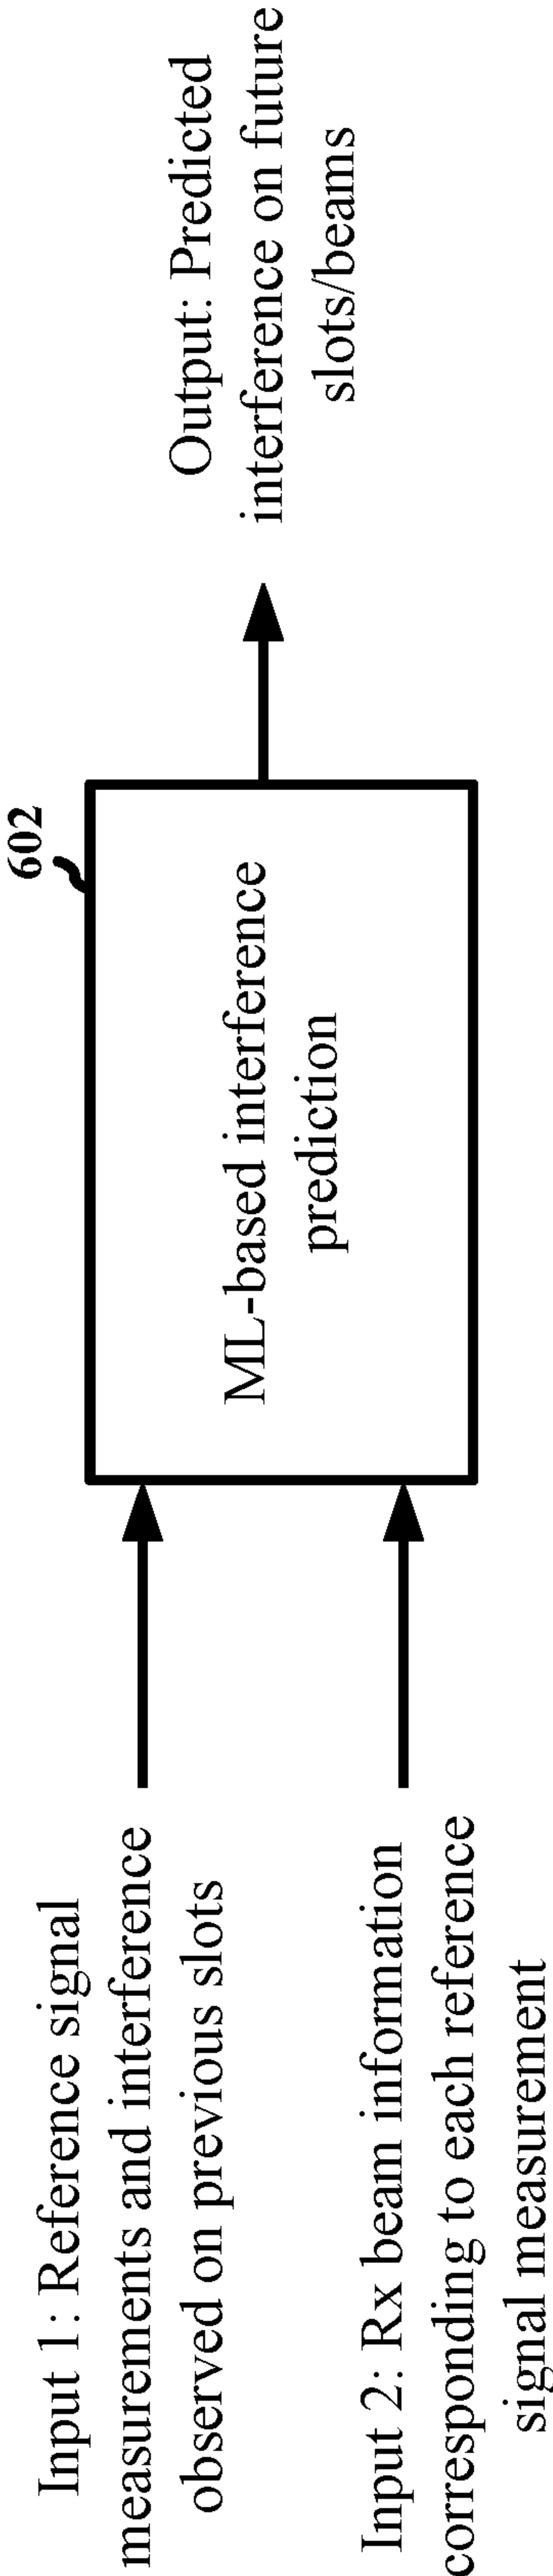 Input 1: Reference signal
measurements and interference
observed on previous slots
Input 2: Rx beam information
corresponding to each reference
signal measurement
602
ML-based interference
prediction
Output: Predicted
interference on future
slots/beams